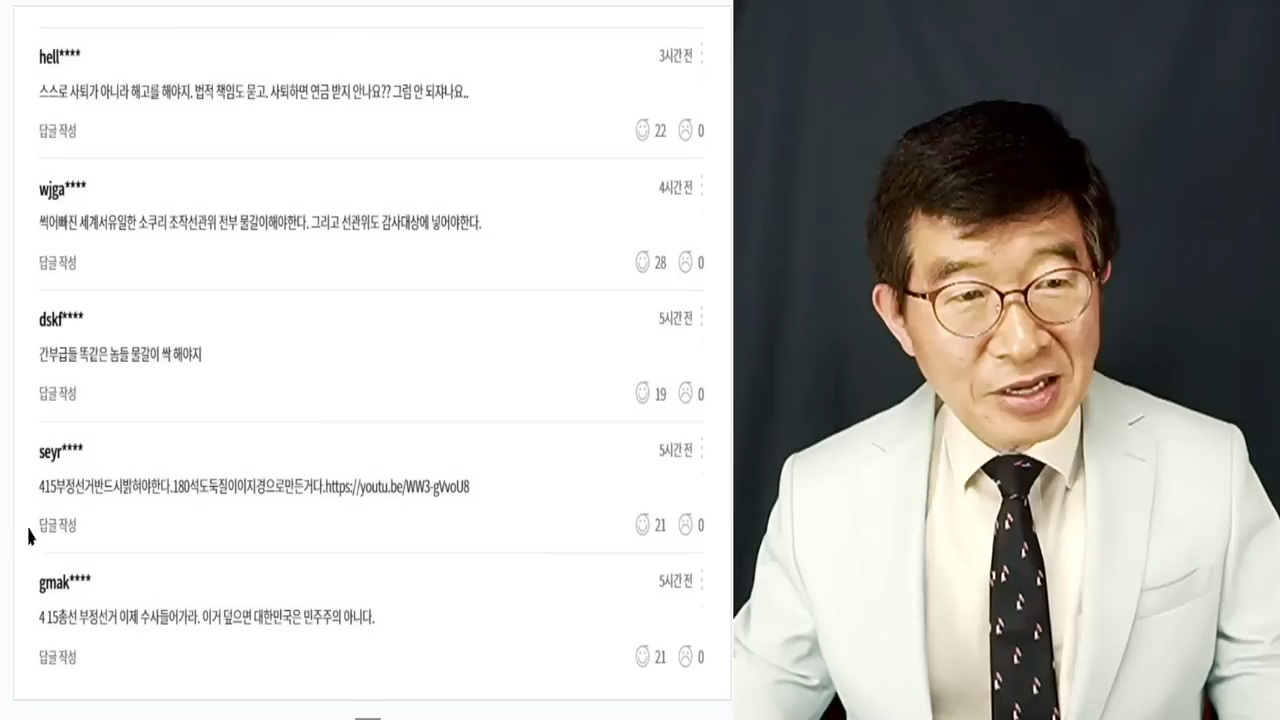 hell****
3시간 전
스스로 사퇴가 아니라 해고를 해야지. 법적 책임도 묻고. 사퇴하면 연금 받지 안나요?? 그럼 안 되쟈나요..
답글 작성
22 0
wjga****
4시간 전
썩어빠진 세계서유일한 소쿠리 조작선관위 전부 물갈이해야한다. 그리고 선관위도 감사대상에 넣어야한다.
답글 작성
28 0
dskf****
5시간 전
간부급들 똑같은 놈들 물갈이 싹 해야지
답글 작성
19 0
seyr****
5시간 전
415부정선거반드시밝혀야한다.180석도둑질이이지경으로만든거다.https://youtu.be/WW3-gVvoU8
답글 작성
21 0
gmak****
5시간 전
4 15총선 부정선거 이제 수사들어가라. 이거 덮으면 대한민국은 민주주의 아니다.
답글 작성
21 0